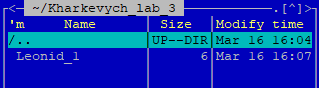 <─ ~/Kharkevych_lab_3 ─.[^]>
'm Name Size Modify time
/.. UP--DIR Mar 16 16:04
Leonid_1 6 Mar 16 16:07